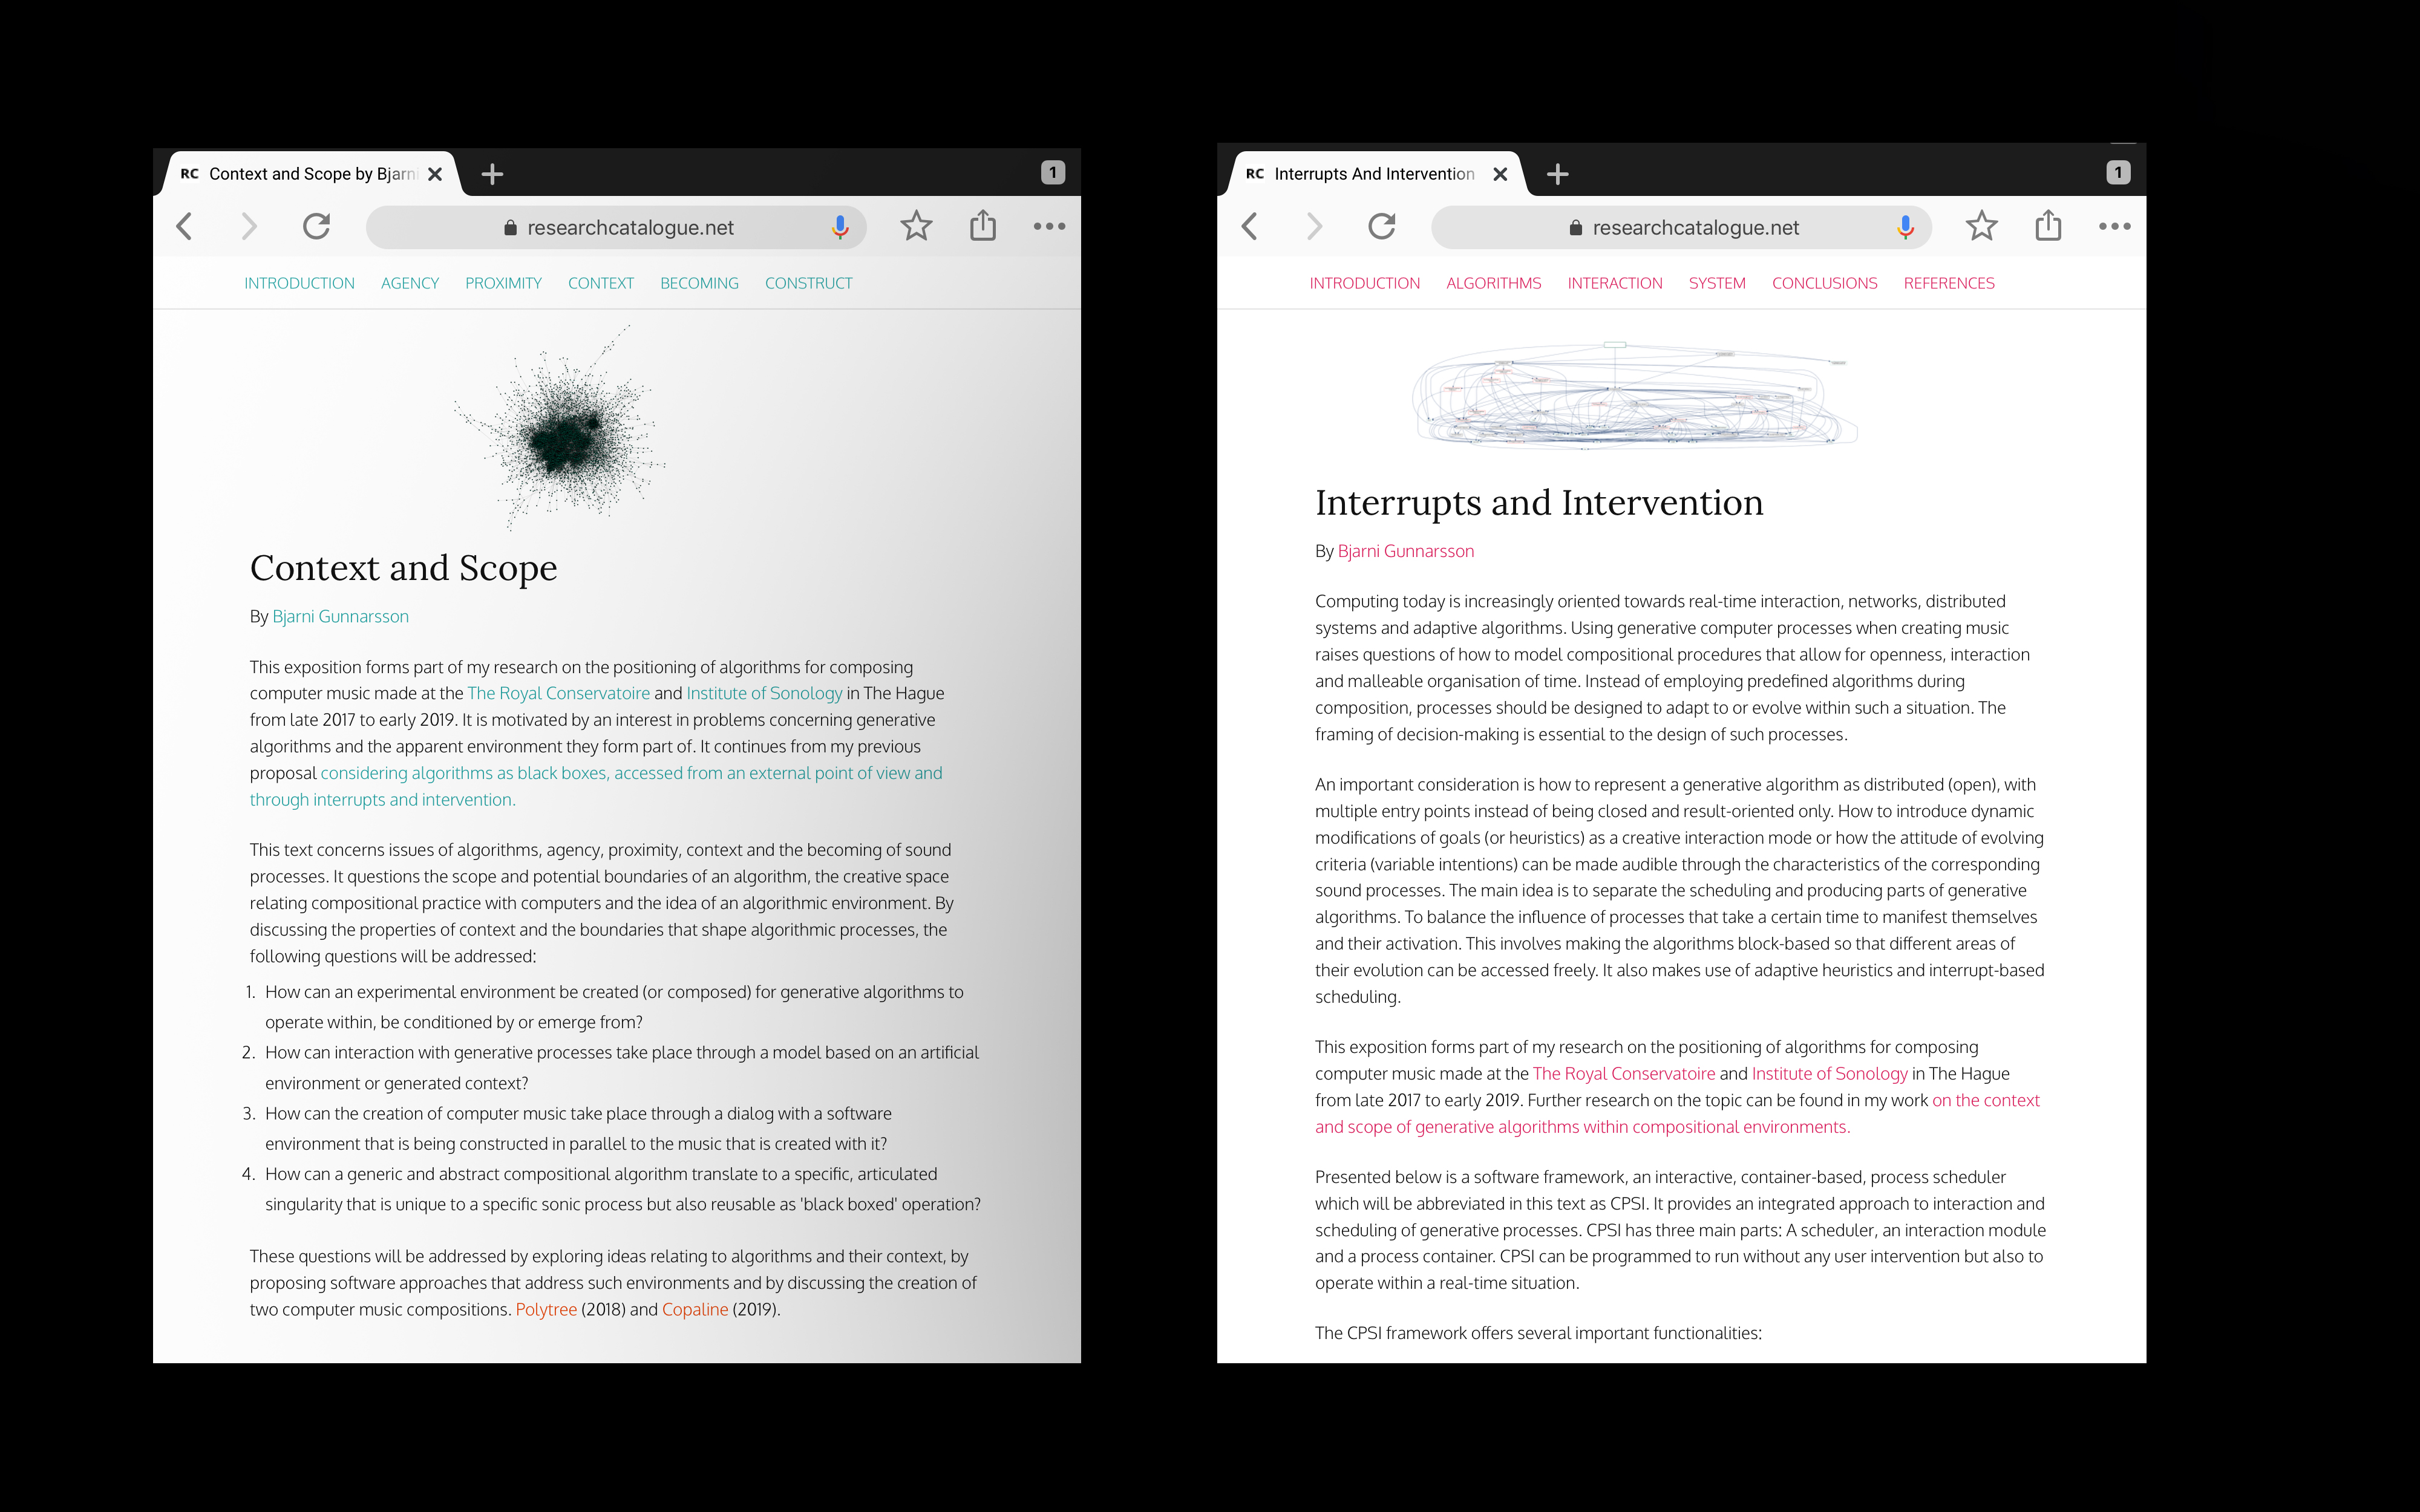 RC Context and Scope by Bjarni
1
researchcatalogue.net
INTRODUCTION AGENCY PROXIMITY CONTEXT BECOMING CONSTRUCT
Context and Scope
By Bjarni Gunnarsson
This exposition forms part of my research on the positioning of algorithms for composing
computer music made at the The Royal Conservatoire and Institute of Sonology in The Hague
from late 2017 to early 2019. It is motivated by an interest in problems concerning generative
algorithms and the apparent environment they form part of. It continues from my previous
proposal considering algorithms as black boxes, accessed from an external point of view and
through interrupts and intervention.
This text concerns issues of algorithms, agency, proximity, context and the becoming of sound
processes. It questions the scope and potential boundaries of an algorithm, the creative space
relating compositional practice with computers and the idea of an algorithmic environment. By
discussing the properties of context and the boundaries that shape algorithmic processes, the
following questions will be addressed:
1. How can an experimental environment be created (or composed) for generative algorithms to
operate within, be conditioned by or emerge from?
2. How can interaction with generative processes take place through a model based on an artificial
environment or generated context?
3. How can the creation of computer music take place through a dialog with a software
environment that is being constructed in parallel to the music that is created with it?
4. How can a generic and abstract compositional algorithm translate to a specific, articulated
singularity that is unique to a specific sonic process but also reusable as 'black boxed' operation?
These questions will be addressed by exploring ideas relating to algorithms and their context, by
proposing software approaches that address such environments and by discussing the creation of
two computer music compositions. Polytree (2018) and Copaline (2019).
RC Interrupts And Intervention
1
researchcatalogue.net
INTRODUCTION ALGORITHMS INTERACTION SYSTEM CONCLUSIONS REFERENCES
Interrupts and Intervention
By Bjarni Gunnarsson
Computing today is increasingly oriented towards real-time interaction, networks, distributed
systems and adaptive algorithms. Using generative computer processes when creating music
raises questions of how to model compositional procedures that allow for openness, interaction
and malleable organisation of time. Instead of employing predefined algorithms during
composition, processes should be designed to adapt to or evolve within such a situation. The
framing of decision-making is essential to the design of such processes.
An important consideration is how to represent a generative algorithm as distributed (open), with
multiple entry points instead of being closed and result-oriented only. How to introduce dynamic
modifications of goals (or heuristics) as a creative interaction mode or how the attitude of evolving
criteria (variable intentions) can be made audible through the characteristics of the corresponding
sound processes. The main idea is to separate the scheduling and producing parts of generative
algorithms. To balance the influence of processes that take a certain time to manifest themselves
and their activation. This involves making the algorithms block-based so that different areas of
their evolution can be accessed freely. It also makes use of adaptive heuristics and interrupt-based
scheduling.
This exposition forms part of my research on the positioning of algorithms for composing
computer music made at the The Royal Conservatoire and Institute of Sonology in The Hague
from late 2017 to early 2019. Further research on the topic can be found in my work on the context
and scope of generative algorithms within compositional environments.
Presented below is a software framework, an interactive, container-based, process scheduler
which will be abbreviated in this text as CPSI. It provides an integrated approach to interaction and
scheduling of generative processes. CPSI has three main parts: A scheduler, an interaction module
and a process container. CPSI can be programmed to run without any user intervention but also to
operate within a real-time situation.
The CPSI framework offers several important functionalities: